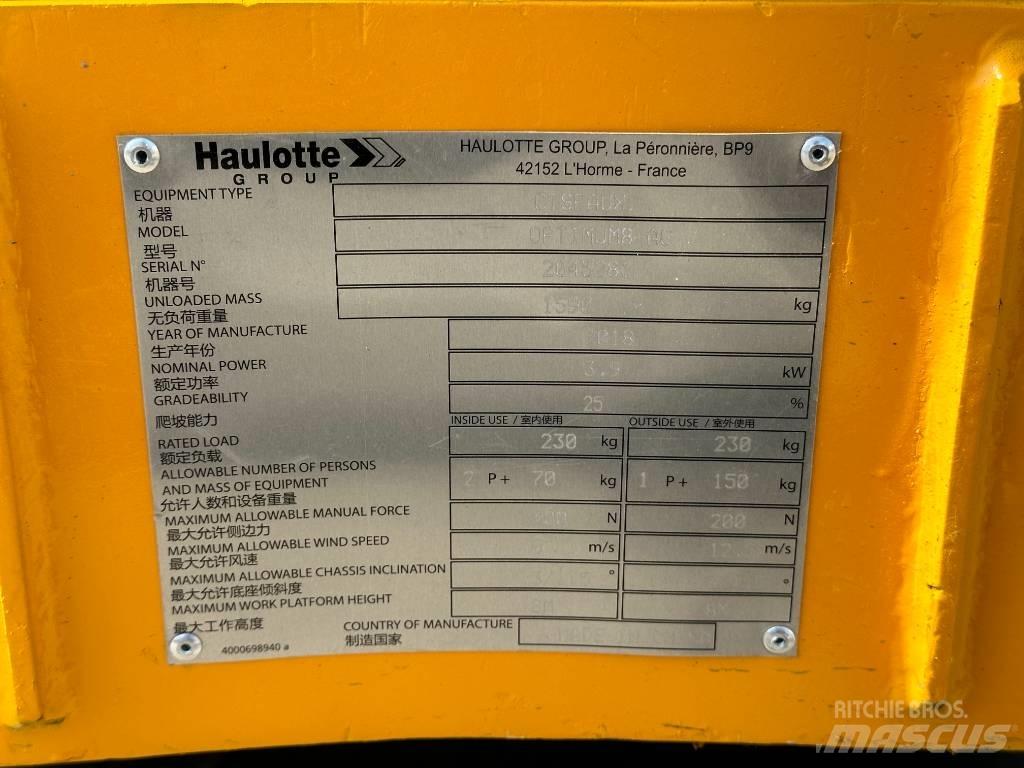 Haulotte
GROUP
HAULOTTE GROUP, La Péronnière, BP9
42152 L'Horme - France
EQUIPMENT TYPE
机器
MODEL
型号
SERIAL N°
机器号
UNLOADED MASS
无负荷重量
kg
YEAR OF MANUFACTURE
生产年份
NOMINAL POWER
额定功率
3.9 kW
GRADEABILITY
爬坡能力
25 %
INSIDE USE / 室内使用 OUTSIDE USE / 室外使用
RATED LOAD
额定负载
230 kg 230 kg
ALLOWABLE NUMBER OF PERSONS
AND MASS OF EQUIPMENT
允许人数和设备重量
2 P + 70 kg 1 P + 150 kg
MAXIMUM ALLOWABLE MANUAL FORCE
最大允许侧边力
N 200 N
MAXIMUM ALLOWABLE WIND SPEED
最大允许风速
m/s m/s
MAXIMUM ALLOWABLE CHASSIS INCLINATION
最大允许底座倾斜度
° °
MAXIMUM WORK PLATFORM HEIGHT
最大工作高度
8M 8M
COUNTRY OF MANUFACTURE
制造国家
4000698940 a
RITCHIE BROS.
MASCUS